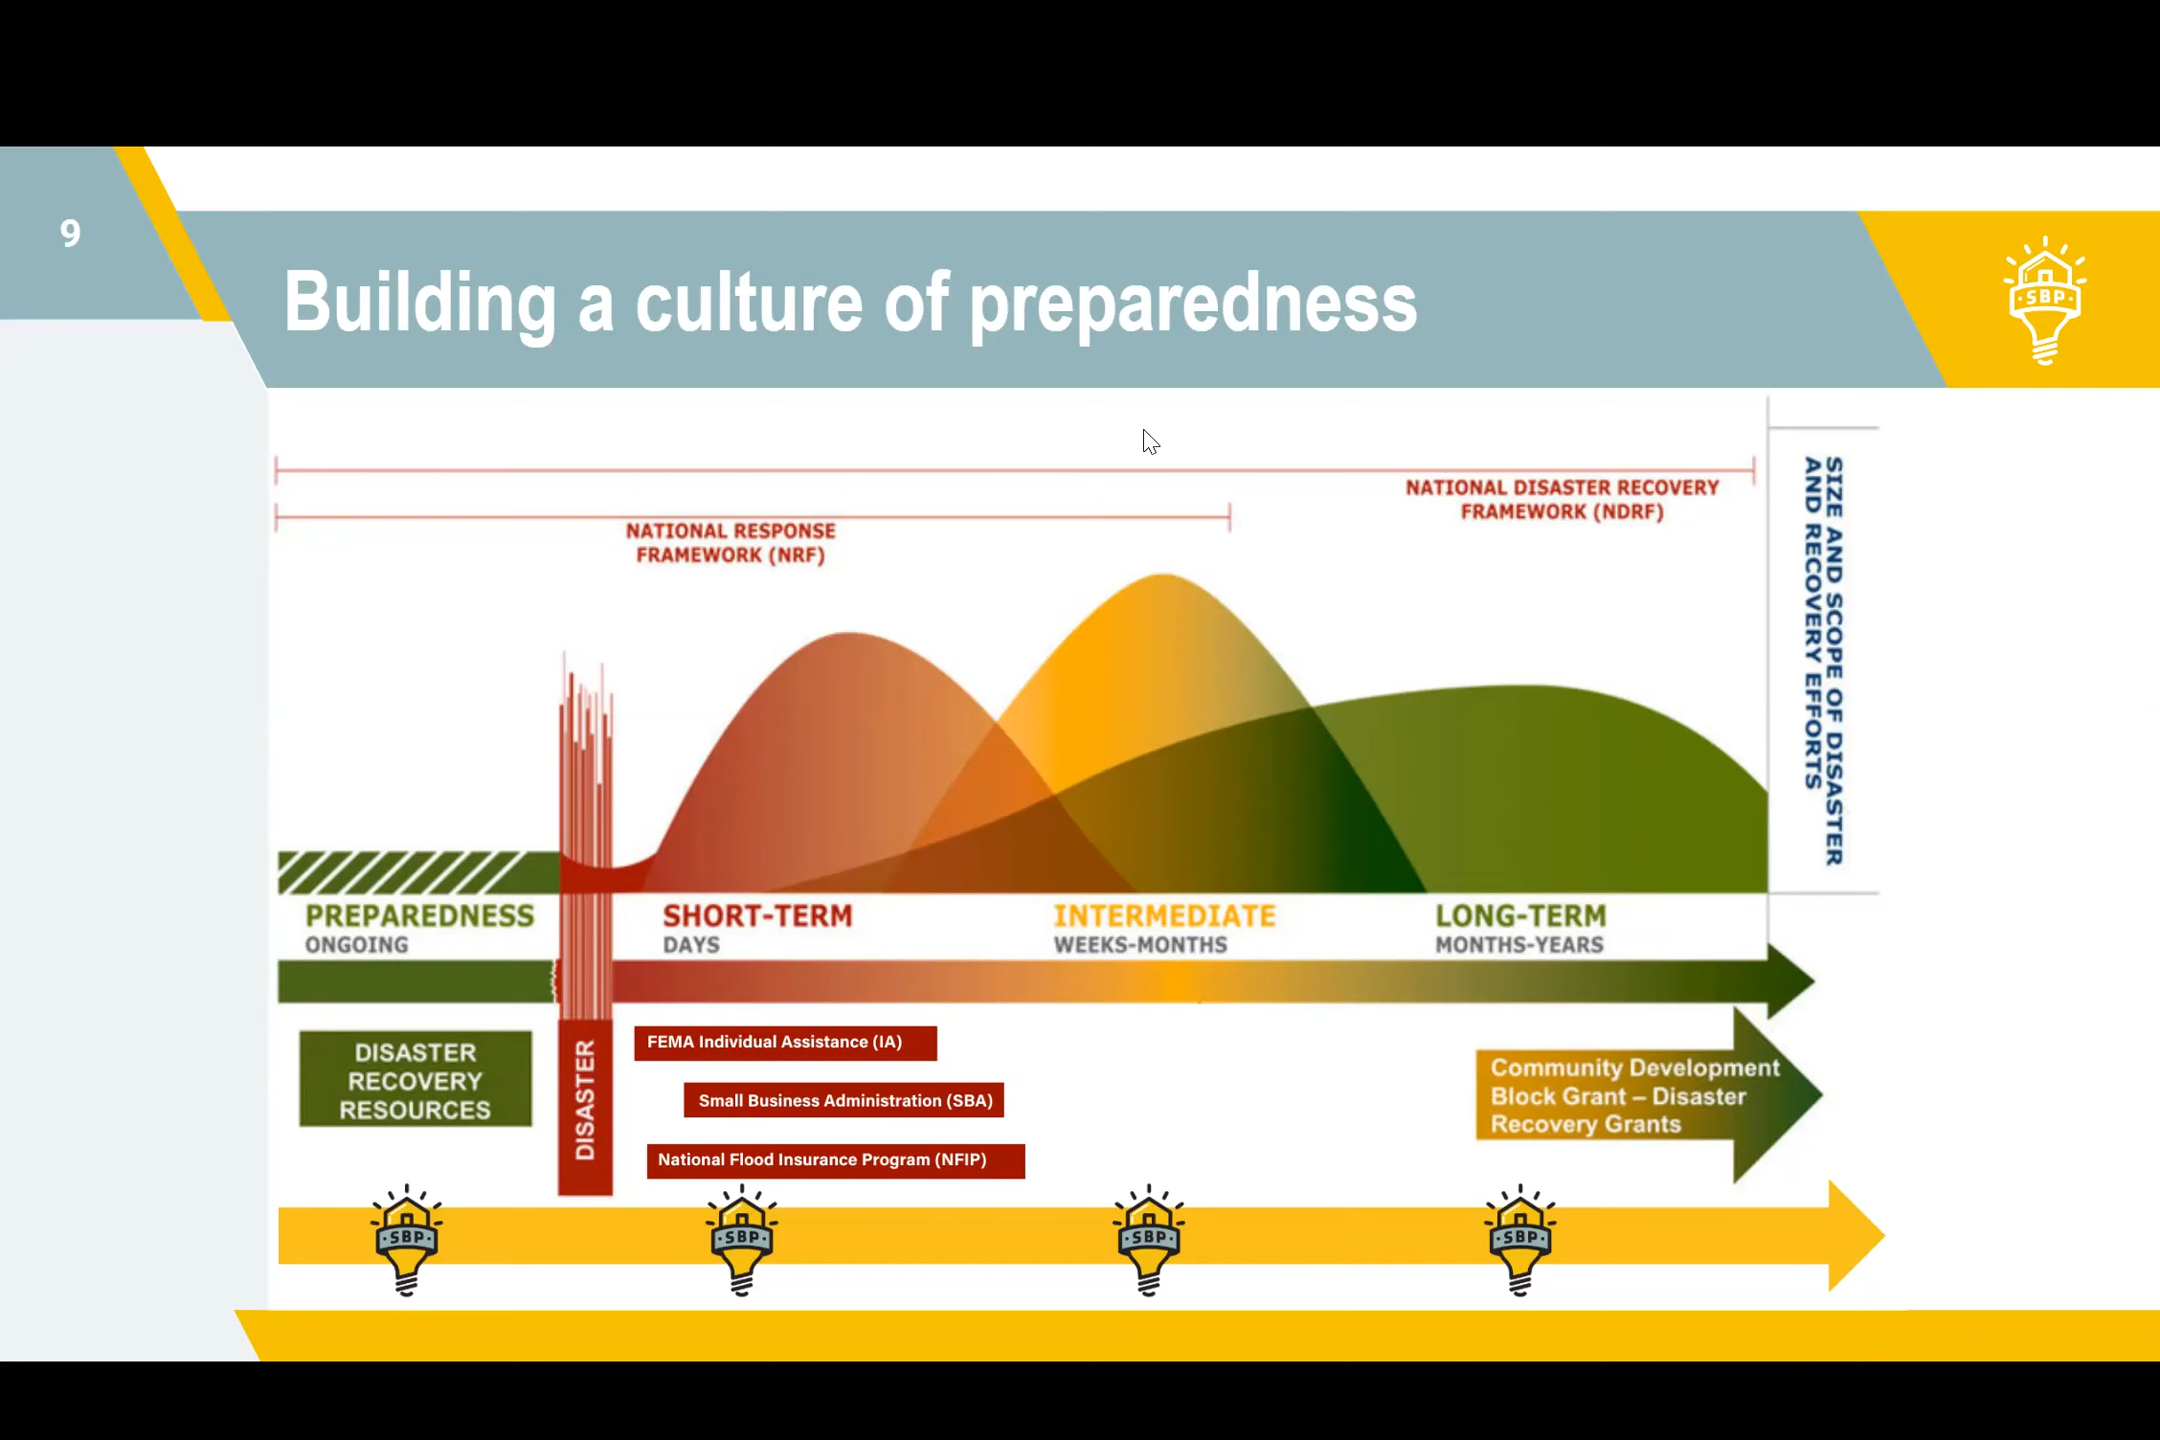 9
Building a culture of preparedness
SBP
NATIONAL DISASTER RECOVERY
FRAMEWORK (NDRF)
NATIONAL RESPONSE
FRAMEWORK (NRF)
SIZE AND SCOPE OF DISASTER
AND RECOVERY EFFORTS
PREPAREDNESS
ONGOING
SHORT-TERM
DAYS
INTERMEDIATE
WEEKS-MONTHS
LONG-TERM
MONTHS-YEARS
DISASTER
RECOVERY
RESOURCES
DISASTER
FEMA Individual Assistance (IA)
Small Business Administration (SBA)
National Flood Insurance Program (NFIP)
Community Development
Block Grant – Disaster
Recovery Grants
SBP
SBP
SBP
SBP